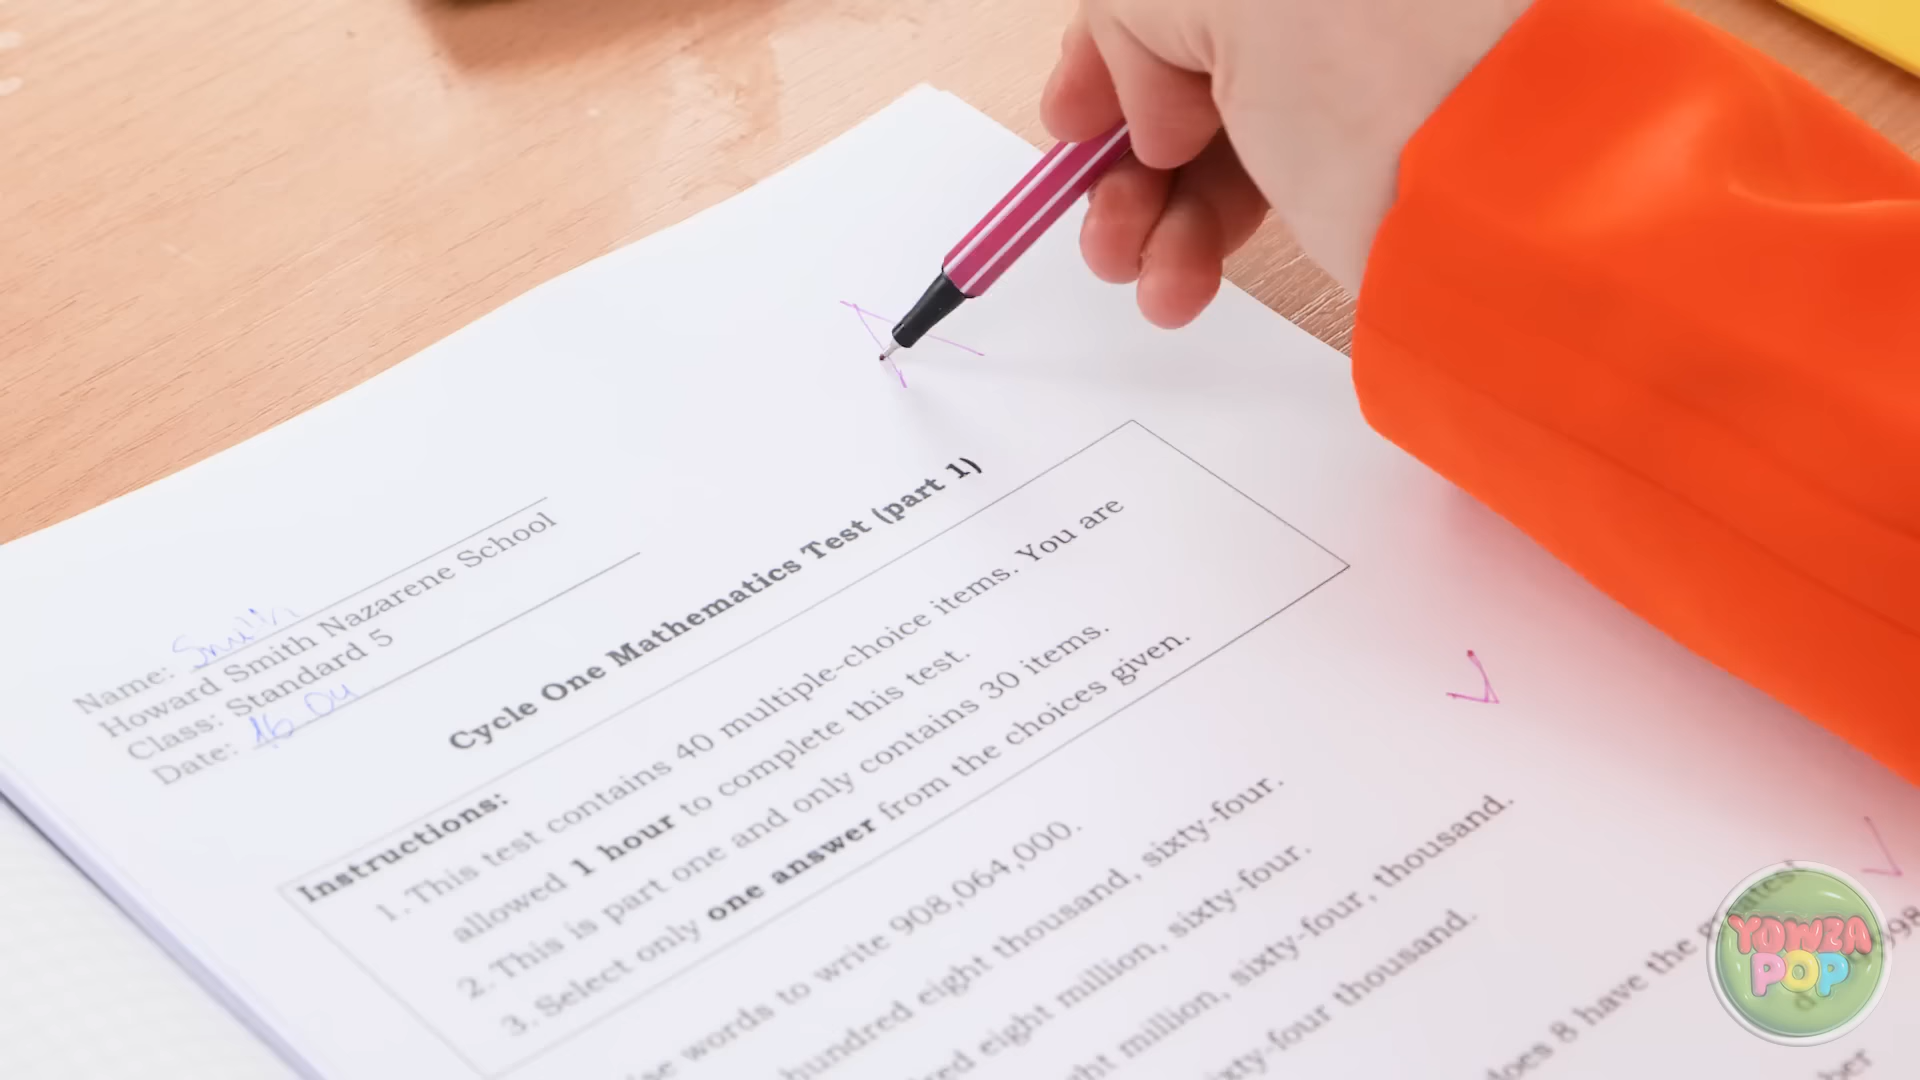 Name: Smith
Howard Smith Nazarene School
Class: Standard 5
Date: 16 04
Cycle One Mathematics Test (part 1)
Instructions:
1. This test contains 40 multiple-choice items. You are
allowed 1 hour to complete this test.
2. This is part one and only contains 30 items.
3. Select only one answer from the choices given.
words to write 908,064,000.
hundred eight thousand, sixty-four.
eight million, sixty-four.
million, sixty-four, thousand.
sixty-four thousand.
does 8 have the
YOWZA
POP